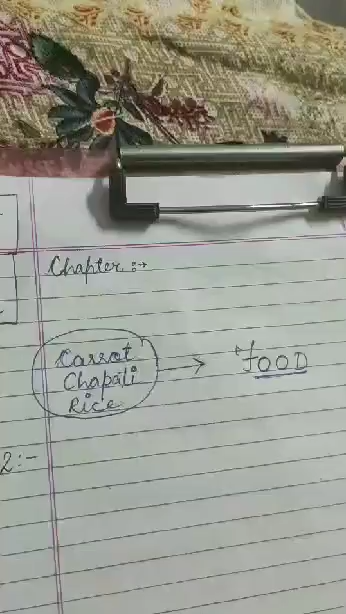 Chapter :→
Carrot
Chapati
Rice
→ "FOOD
2:-